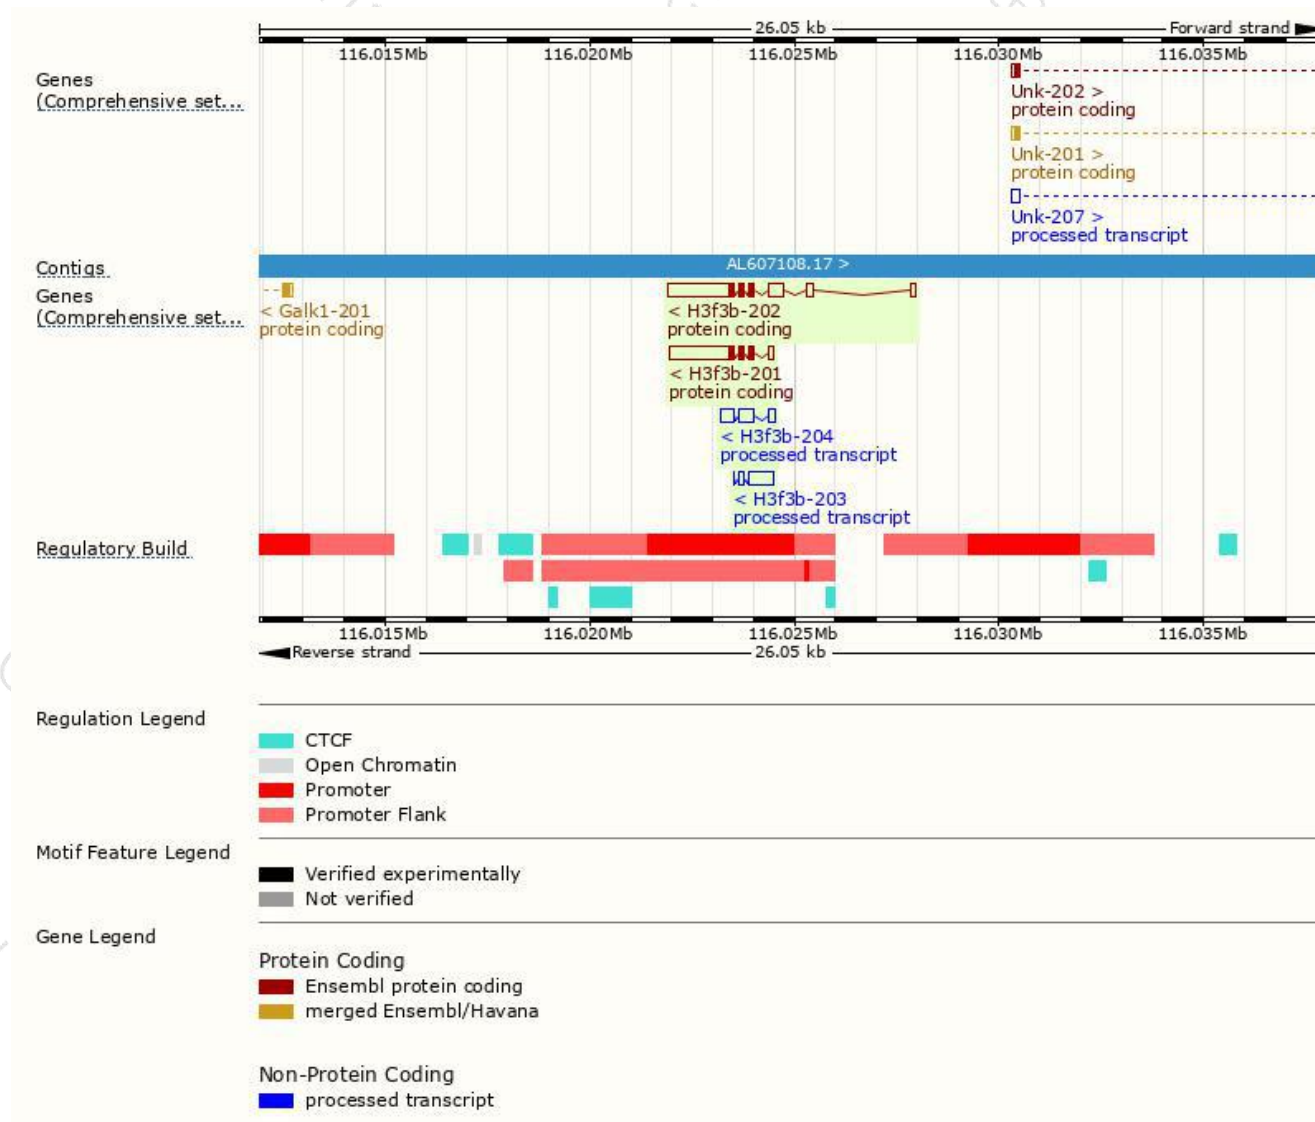 26.05 kb
Forward strand
116.015Mb 116.020Mb 116.025Mb 116.030Mb 116.035Mb
Genes
(Comprehensive set...
Unk-202 >
protein coding
Unk-201 >
protein coding
Unk-207 >
processed transcript
Contigs
AL607108.17 >
Genes
(Comprehensive set...
< Galk1-201
protein coding
< H3f3b-202
protein coding
< H3f3b-201
protein coding
< H3f3b-204
processed transcript
< H3f3b-203
processed transcript
Regulatory Build
116.015Mb 116.020Mb 116.025Mb 116.030Mb 116.035Mb
Reverse strand
26.05 kb
Regulation Legend
CTCF
Open Chromatin
Promoter
Promoter Flank
Motif Feature Legend
Verified experimentally
Not verified
Gene Legend
Protein Coding
Ensembl protein coding
merged Ensembl/Havana
Non-Protein Coding
processed transcript